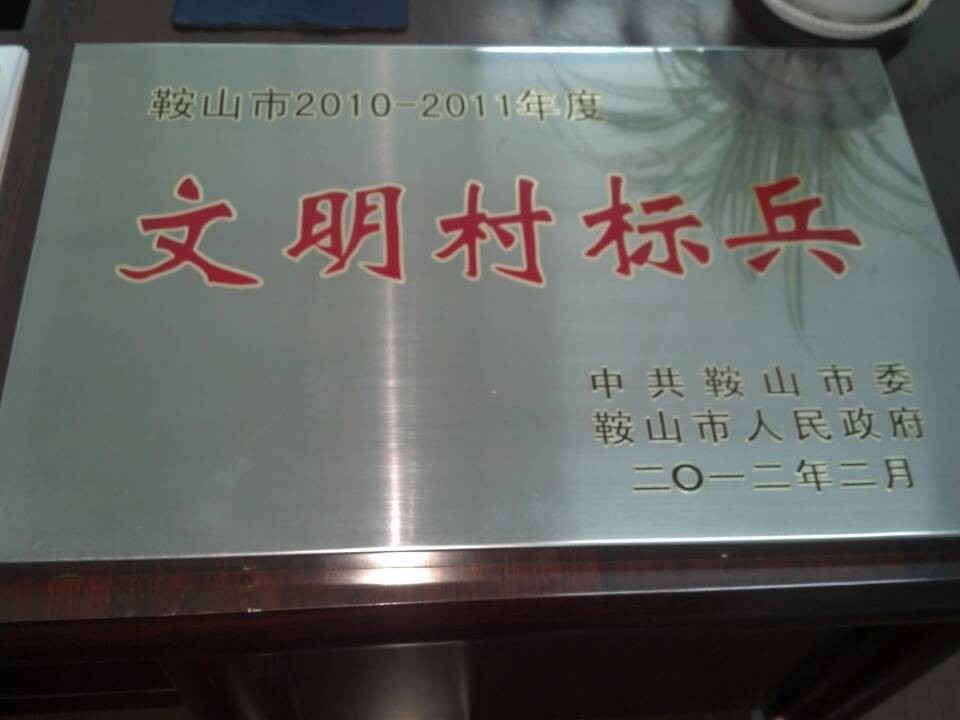 鞍山市2010-2011年度
文明村标兵
中共鞍山市委
鞍山市人民政府
二〇一二年二月